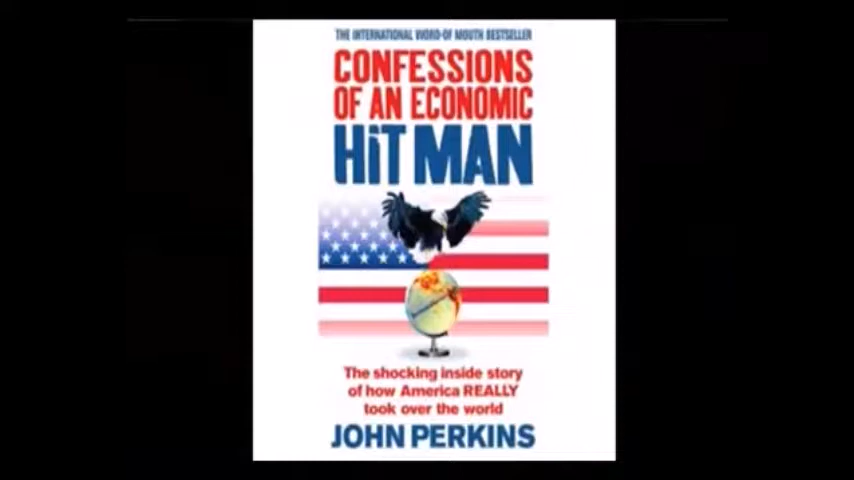 THE INTERNATIONAL WORD-OF MOUTH BESTSELLER
CONFESSIONS
OF AN ECONOMIC
HiT MAN
The shocking inside story
of how America REALLY
took over the world
JOHN PERKINS